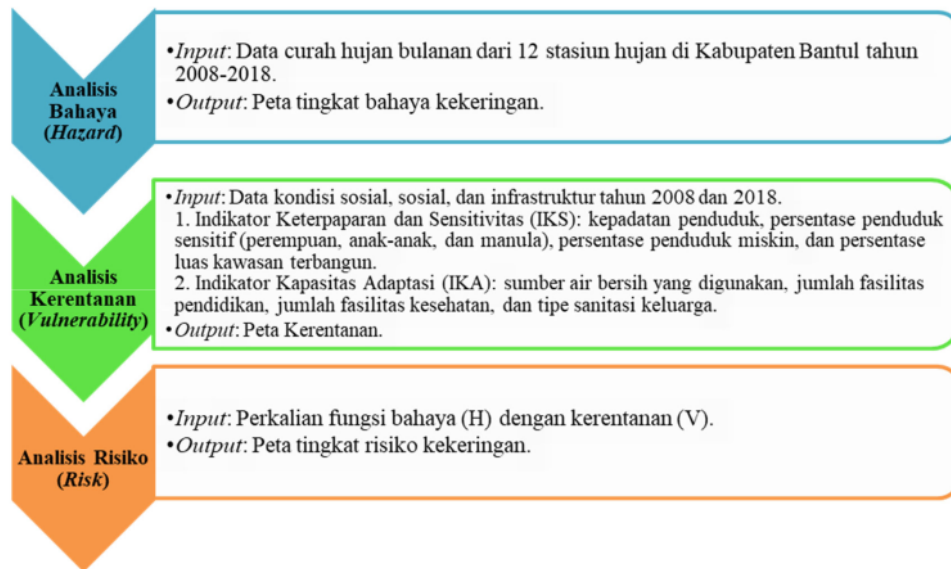 Analisis
Bahaya
(Hazard)
•Input: Data curah hujan bulanan dari 12 stasiun hujan di Kabupaten Bantul tahun
2008-2018.
•Output: Peta tingkat bahaya kekeringan.
Analisis
Kerentanan
(Vulnerability)
•Input: Data kondisi sosial, sosial, dan infrastruktur tahun 2008 dan 2018.
1. Indikator Keterpaparan dan Sensitivitas (IKS): kepadatan penduduk, persentase penduduk
sensitif (perempuan, anak-anak, dan manula), persentase penduduk miskin, dan persentase
luas kawasan terbangun.
2. Indikator Kapasitas Adaptasi (IKA): sumber air bersih yang digunakan, jumlah fasilitas
pendidikan, jumlah fasilitas kesehatan, dan tipe sanitasi keluarga.
•Output: Peta Kerentanan.
Analisis Risiko
(Risk)
•Input: Perkalian fungsi bahaya (H) dengan kerentanan (V).
•Output: Peta tingkat risiko kekeringan.